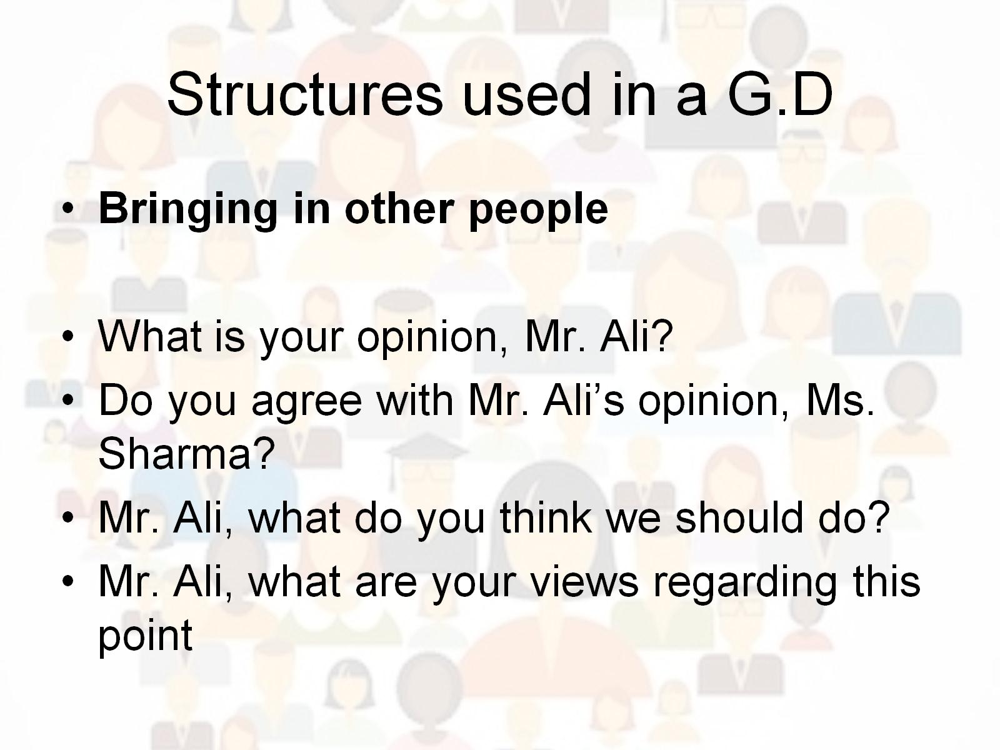 Structures used in a G.D
• Bringing in other people
• What is your opinion, Mr. Ali?
• Do you agree with Mr. Ali’s opinion, Ms.
Sharma?
• Mr. Ali, what do you think we should do?
• Mr. Ali, what are your views regarding this
point